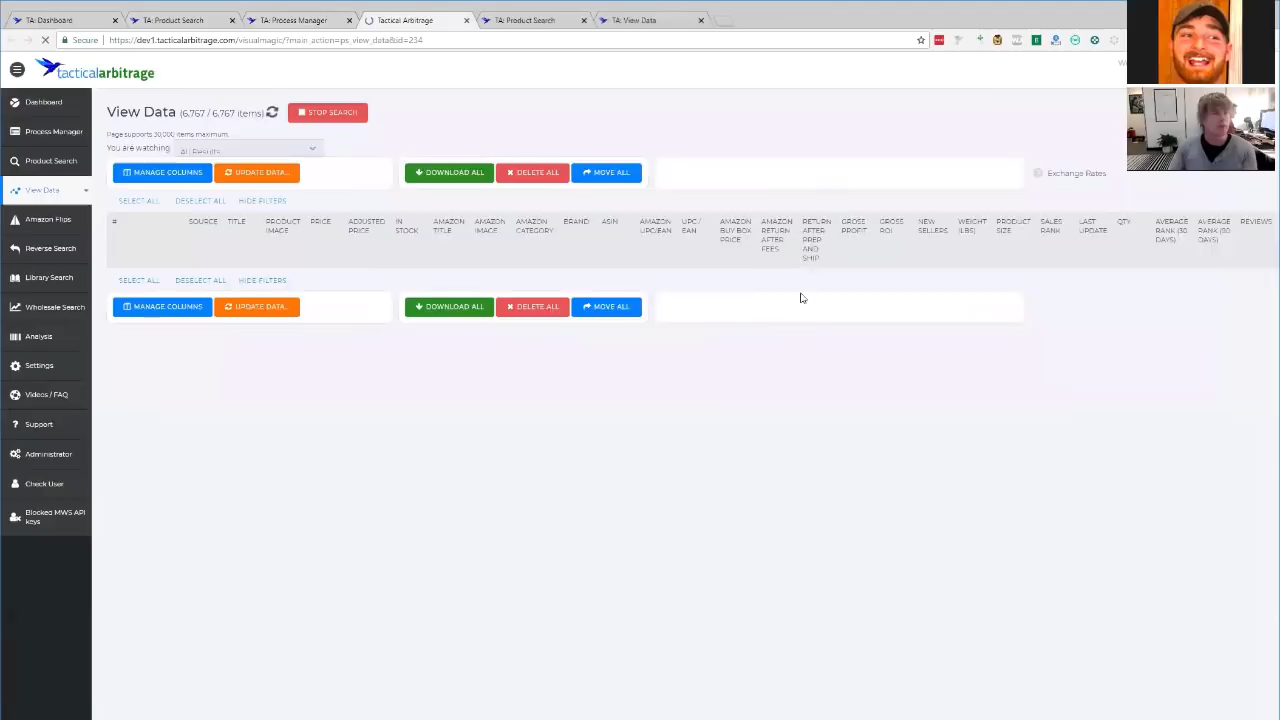 TA: Dashboard
TA: Product Search
TA: Process Manager
Tactical Arbitrage
TA: Product Search
TA: View Data
Secure
https://dev1.tacticalarbitrage.com/visualmagic/?main_action=ps_view_data&id=234
tacticalarbitrage
Dashboard
Process Manager
Product Search
View Data
Amazon Flips
Reverse Search
Library Search
Wholesale Search
Analysis
Settings
Videos / FAQ
Support
Administrator
Check User
Blocked MWS API
keys
View Data (6,767 / 6,767 items)
STOP SEARCH
Page supports 30,000 items maximum.
You are watching
All Results
MANAGE COLUMNS
UPDATE DATA...
DOWNLOAD ALL
DELETE ALL
MOVE ALL
Exchange Rates
SELECT ALL
DESELECT ALL
HIDE FILTERS
#
SOURCE
TITLE
PRODUCT
IMAGE
PRICE
ADJUSTED
PRICE
IN
STOCK
AMAZON
TITLE
AMAZON
IMAGE
AMAZON
CATEGORY
BRAND
ASIN
AMAZON
UPC/EAN
UPC /
EAN
AMAZON
BUY BOX
PRICE
AMAZON
RETURN
AFTER
FEES
RETURN
AFTER
PREP
AND
SHIP
GROSS
PROFIT
GROSS
ROI
NEW
SELLERS
WEIGHT
(LBS)
PRODUCT
SIZE
SALES
RANK
LAST
UPDATE
QTY
AVERAGE
RANK (30
DAYS)
AVERAGE
RANK (90
DAYS)
REVIEWS
SELECT ALL
DESELECT ALL
HIDE FILTERS
MANAGE COLUMNS
UPDATE DATA...
DOWNLOAD ALL
DELETE ALL
MOVE ALL